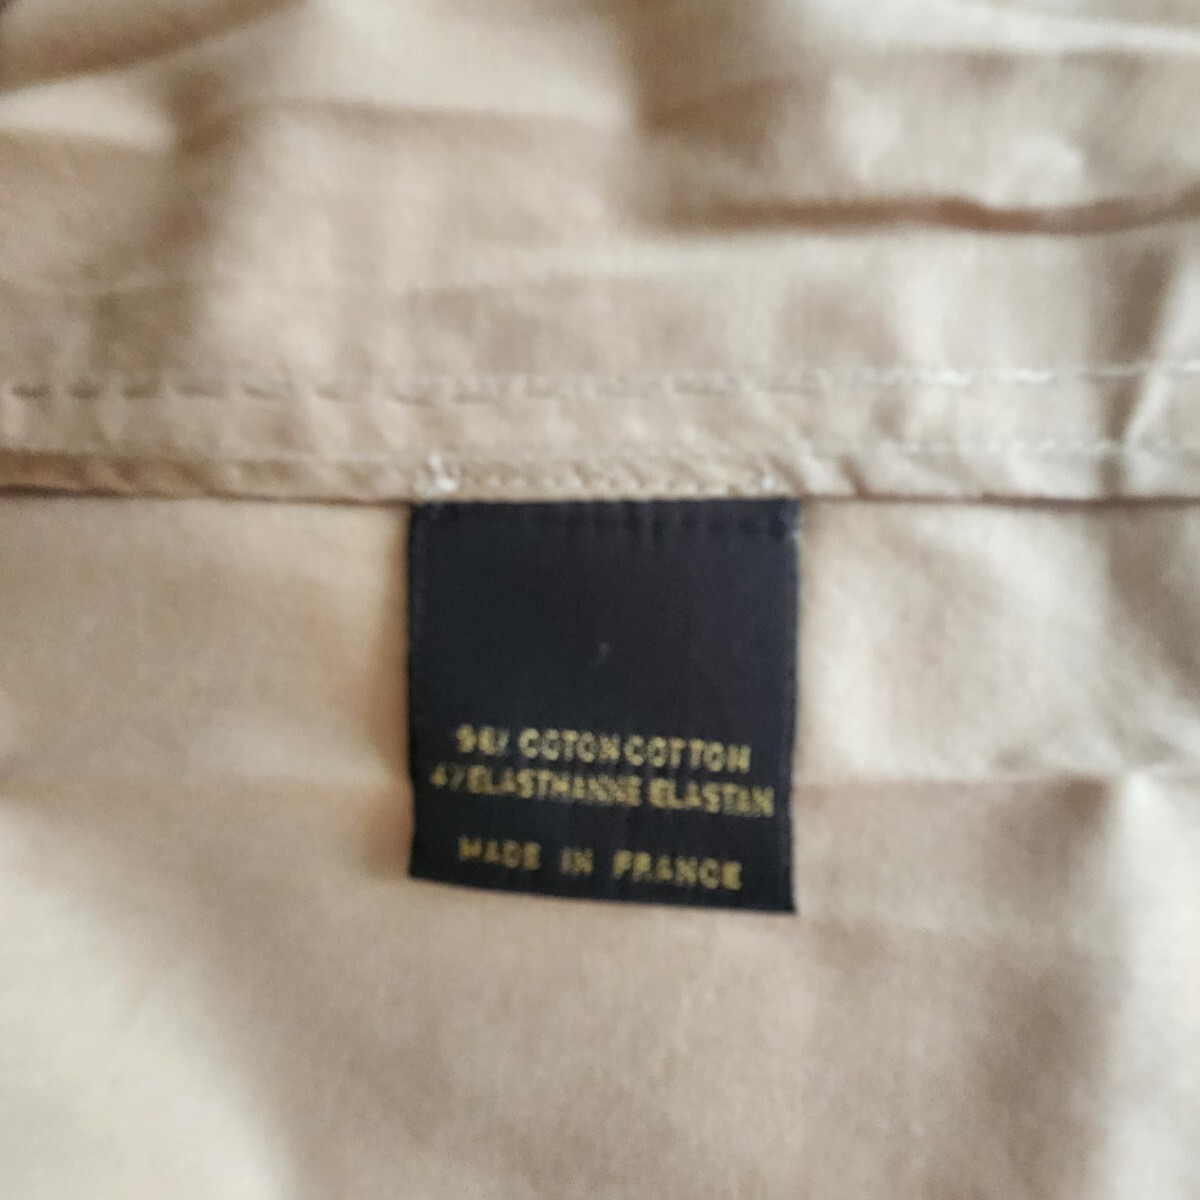 96% COTON COTTON
4% ELASTHANNE ELASTAN
MADE IN FRANCE